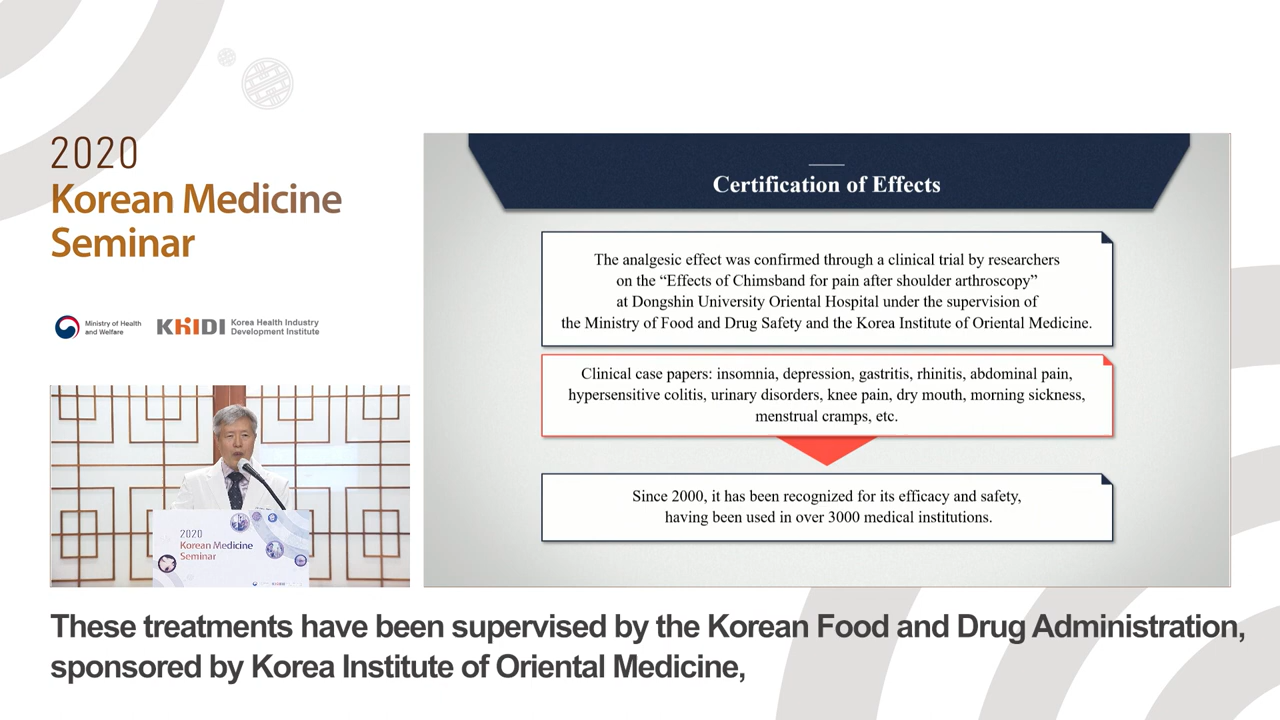 2020
Korean Medicine
Seminar
Ministry of Health
and Welfare
KHIDI
Korea Health Industry
Development Institute
Certification of Effects
The analgesic effect was confirmed through a clinical trial by researchers
on the “Effects of Chimsband for pain after shoulder arthroscopy”
at Dongshin University Oriental Hospital under the supervision of
the Ministry of Food and Drug Safety and the Korea Institute of Oriental Medicine.
Clinical case papers: insomnia, depression, gastritis, rhinitis, abdominal pain,
hypersensitive colitis, urinary disorders, knee pain, dry mouth, morning sickness,
menstrual cramps, etc.
Since 2000, it has been recognized for its efficacy and safety,
having been used in over 3000 medical institutions.
2020
Korean Medicine
Seminar
These treatments have been supervised by the Korean Food and Drug Administration,
sponsored by Korea Institute of Oriental Medicine,